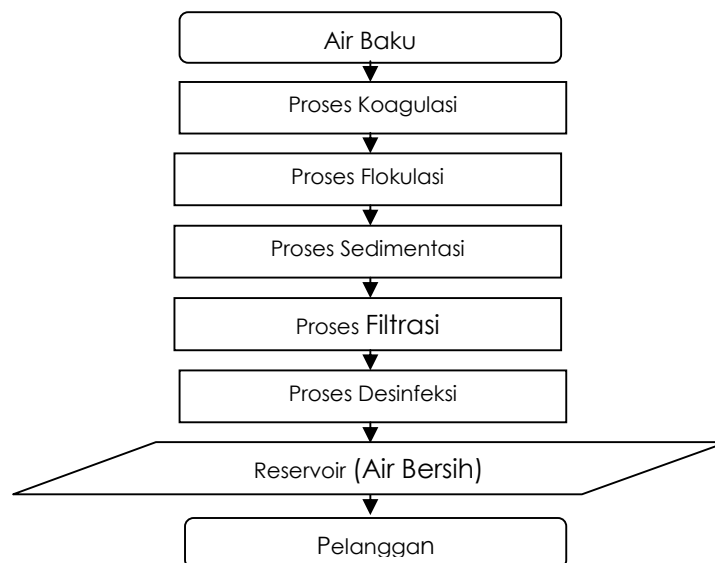 Air Baku
Proses Koagulasi
Proses Flokulasi
Proses Sedimentasi
Proses Filtrasi
Proses Desinfeksi
Reservoir (Air Bersih)
Pelanggan